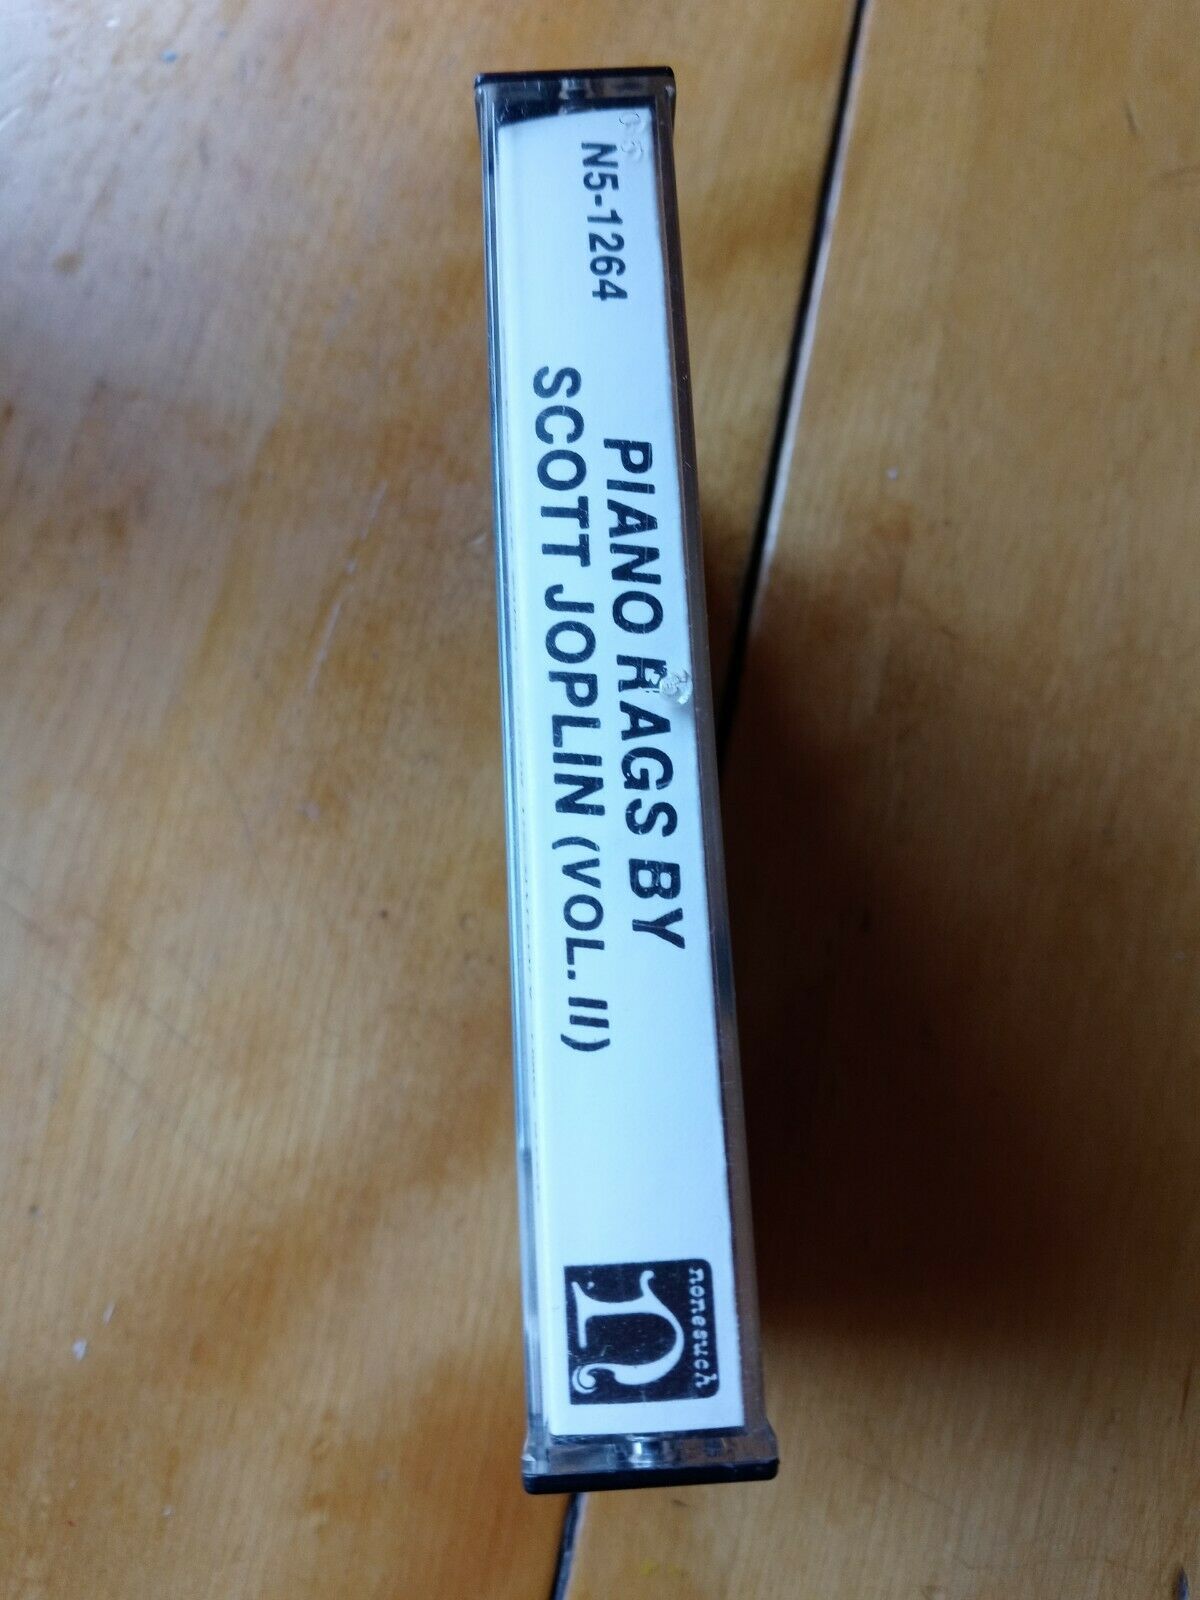 N5-1264
PIANO RAGS BY
SCOTT JOPLIN (VOL. II)
nonesuch
n